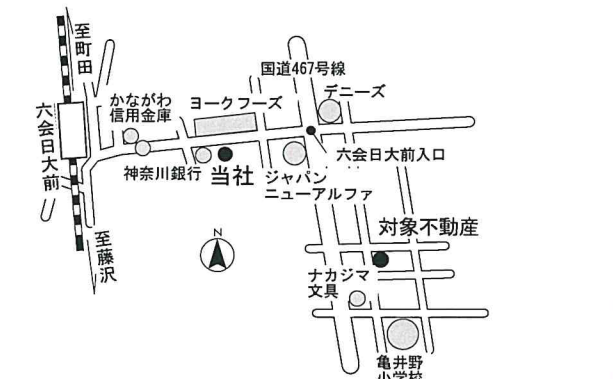 至町田
六会日大前
至藤沢
かながわ
信用金庫
神奈川銀行
ヨークフーズ
当社
国道467号線
デニーズ
六会日大前入口
ジャパン
ニューアルファ
N
対象不動産
ナカジマ
文具
亀井野
小学校